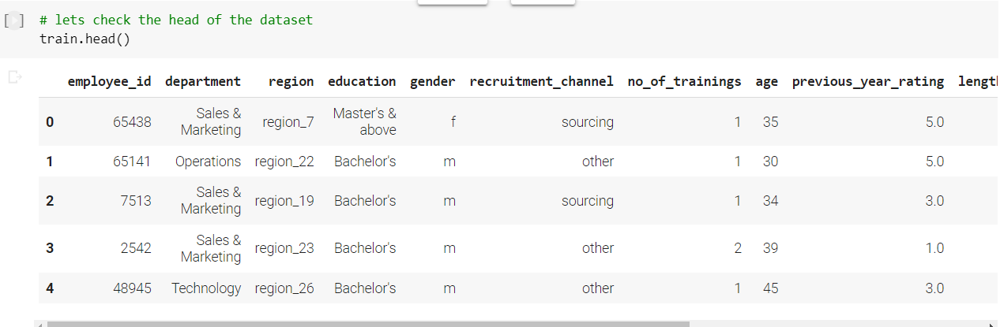 [ ] # lets check the head of the dataset
train.head()
employee_id department region education gender recruitment_channel no_of_trainings age previous_year_rating lengt
0 65438 Sales & Marketing region_7 Master's & above f sourcing 1 35 5.0
1 65141 Operations region_22 Bachelor's m other 1 30 5.0
2 7513 Sales & Marketing region_19 Bachelor's m sourcing 1 34 3.0
3 2542 Sales & Marketing region_23 Bachelor's m other 2 39 1.0
4 48945 Technology region_26 Bachelor's m other 1 45 3.0